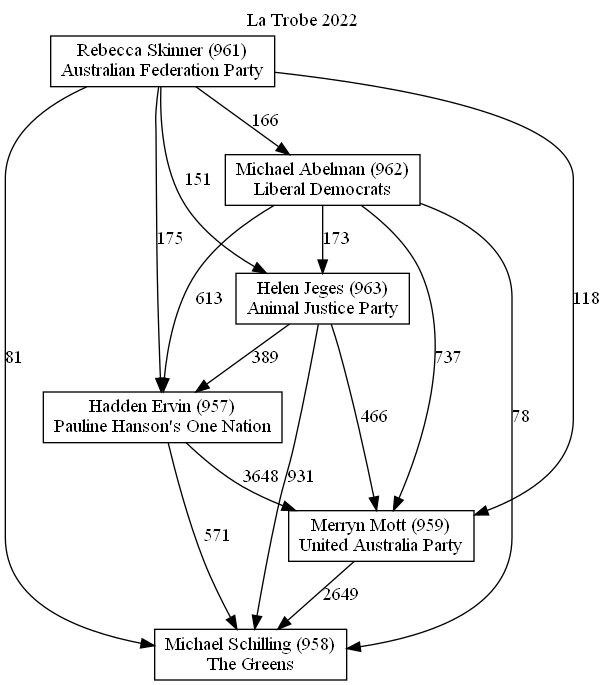 La Trobe 2022
Rebecca Skinner (961)
Australian Federation Party
166
Michael Abelman (962)
Liberal Democrats
151
175
173
Helen Jeges (963)
Animal Justice Party
613
118
81
389
737
Hadden Ervin (957)
Pauline Hanson's One Nation
466
78
3648
931
Merryn Mott (959)
United Australia Party
571
2649
Michael Schilling (958)
The Greens